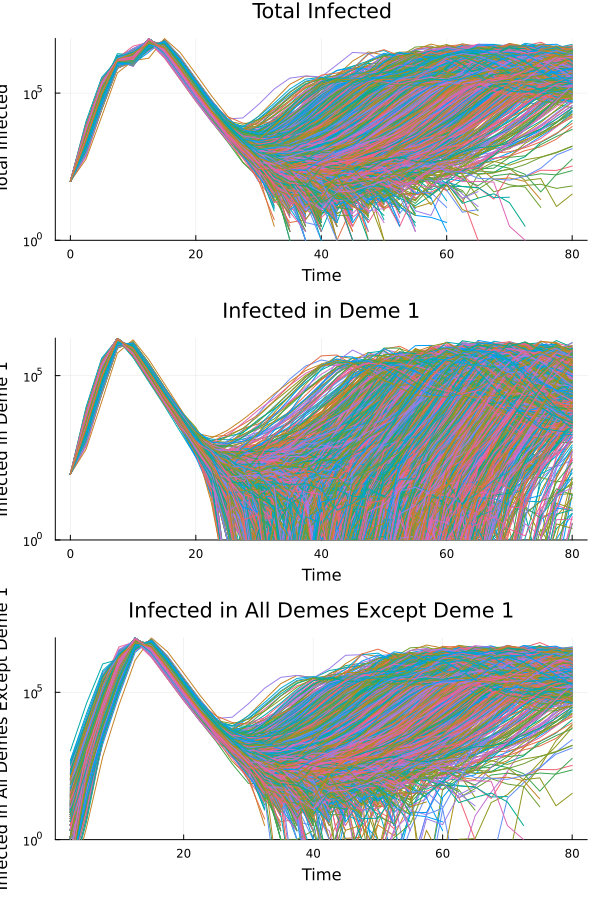 Total Infected
Total Infected
10^5
10^0
0 20 40 60 80
Time
Infected in Deme 1
Infected in Deme 1
10^5
10^0
0 20 40 60 80
Time
Infected in All Demes Except Deme 1
Infected in All Demes Except Deme 1
10^5
10^0
20 40 60 80
Time